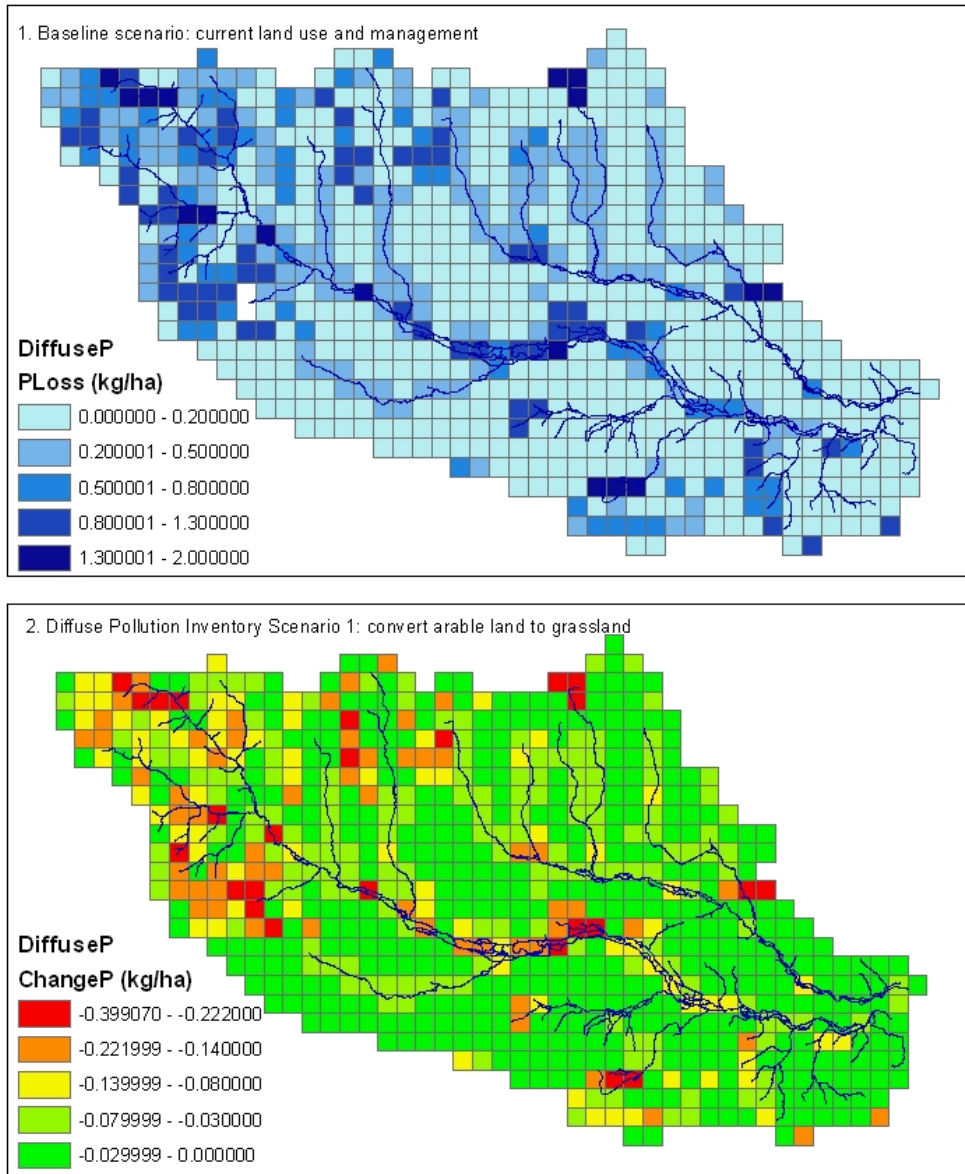 1. Baseline scenario: current land use and management
DiffuseP
PLoss (kg/ha)
0.000000 - 0.200000
0.200001 - 0.500000
0.500001 - 0.800000
0.800001 - 1.300000
1.300001 - 2.000000
2. Diffuse Pollution Inventory Scenario 1: convert arable land to grassland
DiffuseP
ChangeP (kg/ha)
-0.399070 - -0.222000
-0.221999 - -0.140000
-0.139999 - -0.080000
-0.079999 - -0.030000
-0.029999 - 0.000000